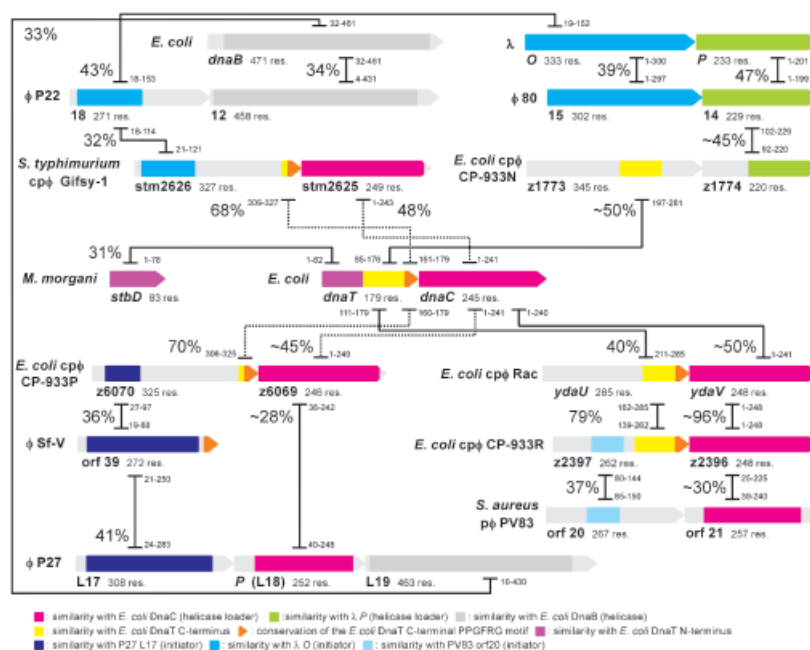 33%
32-461
19-152
E. coli
λ
dnaB 471 res.
O 333 res.
P 233 res.
43%
18-153
34%
32-461
4-431
39%
1-300
1-297
47%
1-201
1-199
ϕ P22
ϕ 80
18 271 res.
12 458 res.
15 302 res.
14 229 res.
32%
18-114
21-121
~45%
102-229
92-220
S. typhimurium
cpϕ Gifsy-1
E. coli cpϕ
CP-933N
stm2626 327 res.
stm2625 249 res.
z1773 345 res.
z1774 220 res.
68%
309-327
1-243
48%
~50%
197-281
31%
1-78
1-82
161-179
1-241
M. morgani
E. coli
stbD 83 res.
dnaT 179 res.
dnaC 245 res.
111-179
160-179
1-241
1-240
70%
306-325
~45%
1-240
40%
211-285
~50%
1-241
E. coli cpϕ
CP-933P
E. coli cpϕ Rac
z6070 325 res.
z6069 246 res.
ydaU 285 res.
ydaV 248 res.
36%
27-97
19-88
~28%
36-242
79%
162-285
139-262
~96%
1-248
1-248
ϕ Sf-V
E. coli cpϕ CP-933R
orf 39 272 res.
z2397 262 res.
z2396 248 res.
21-250
37%
80-144
85-150
~30%
25-225
39-240
S. aureus
pϕ PV83
orf 20 267 res.
orf 21 257 res.
41%
24-283
40-248
ϕ P27
L17 308 res.
P (L18) 252 res.
L19 463 res.
: similarity with E. coli DnaC (helicase loader) : similarity with λ P (helicase loader) : similarity with E. coli DnaB (helicase)
: similarity with E. coli DnaT C-terminus : conservation of the E. coli DnaT C-terminal PPGFRG motif : similarity with E. coli DnaT N-terminus
: similarity with P27 L17 (initiator) : similarity with λ O (initiator) : similarity with PV83 orf20 (initiator)